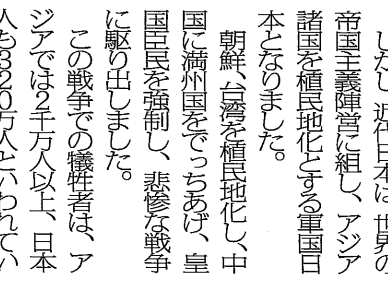 しかし、近代日本は、世界の
帝国主義陣営に組し、アジア
諸国を植民地化とする軍国日
本となりました。
朝鮮、台湾を植民地化し、中
国に満州国をでっちあげ、皇
国臣民を強制し、悲惨な戦争
に駆り出しました。
この戦争での犠牲者は、ア
ジアでは２千万人以上、日本
人も３２０万人といわれてい